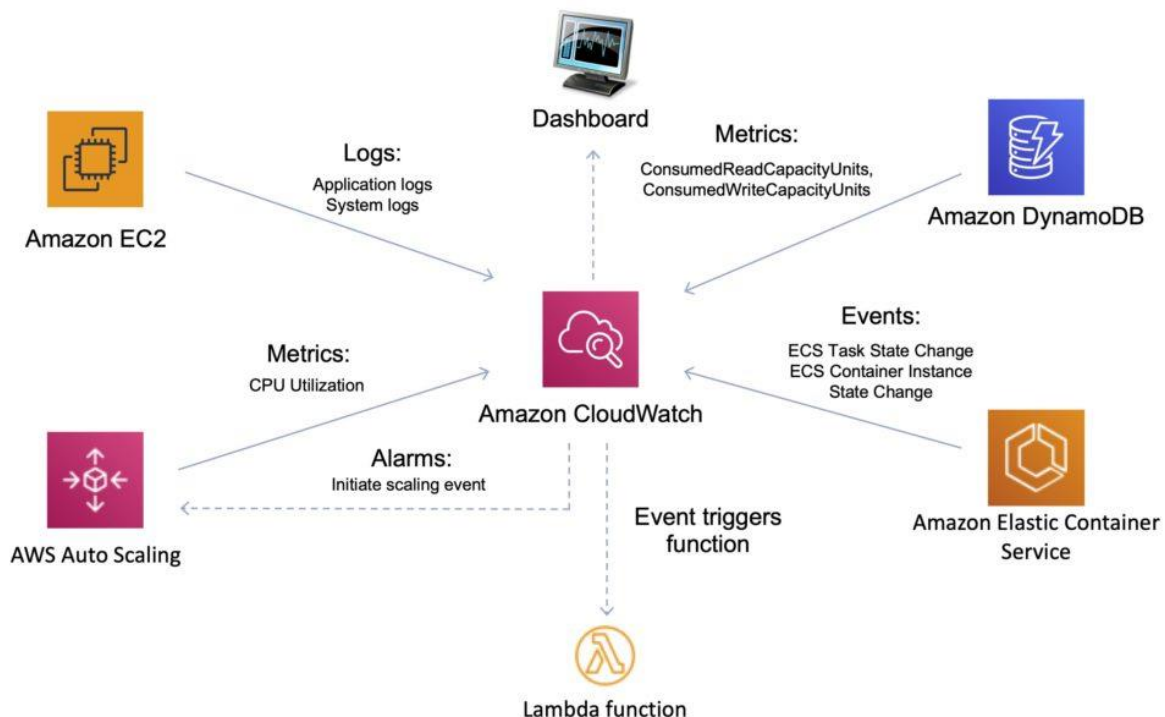 Dashboard
Amazon EC2
Logs:
Application logs
System logs
Metrics:
ConsumedReadCapacityUnits,
ConsumedWriteCapacityUnits
Amazon DynamoDB
Metrics:
CPU Utilization
Amazon CloudWatch
Events:
ECS Task State Change
ECS Container Instance
State Change
Alarms:
Initiate scaling event
AWS Auto Scaling
Event triggers
function
Amazon Elastic Container
Service
Lambda function